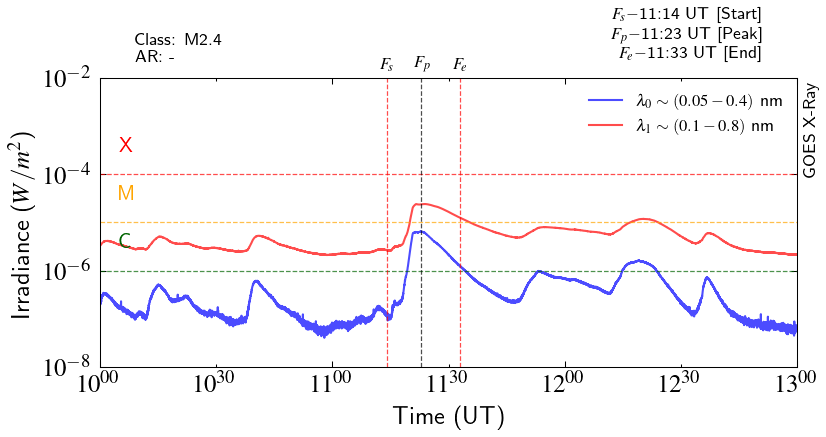 F_s−11:14 UT [Start]
Class: M2.4
F_p−11:23 UT [Peak]
AR: -
F_e−11:33 UT [End]
F_s F_p F_e
10^−2
λ_0 ∼ (0.05 − 0.4) nm
λ_1 ∼ (0.1 − 0.8) nm
GOES X-Ray
X
10^−4
M
Irradiance (W/m^2)
C
10^−6
10^−8
10^00 10^30 11^00 11^30 12^00 12^30 13^00
Time (UT)